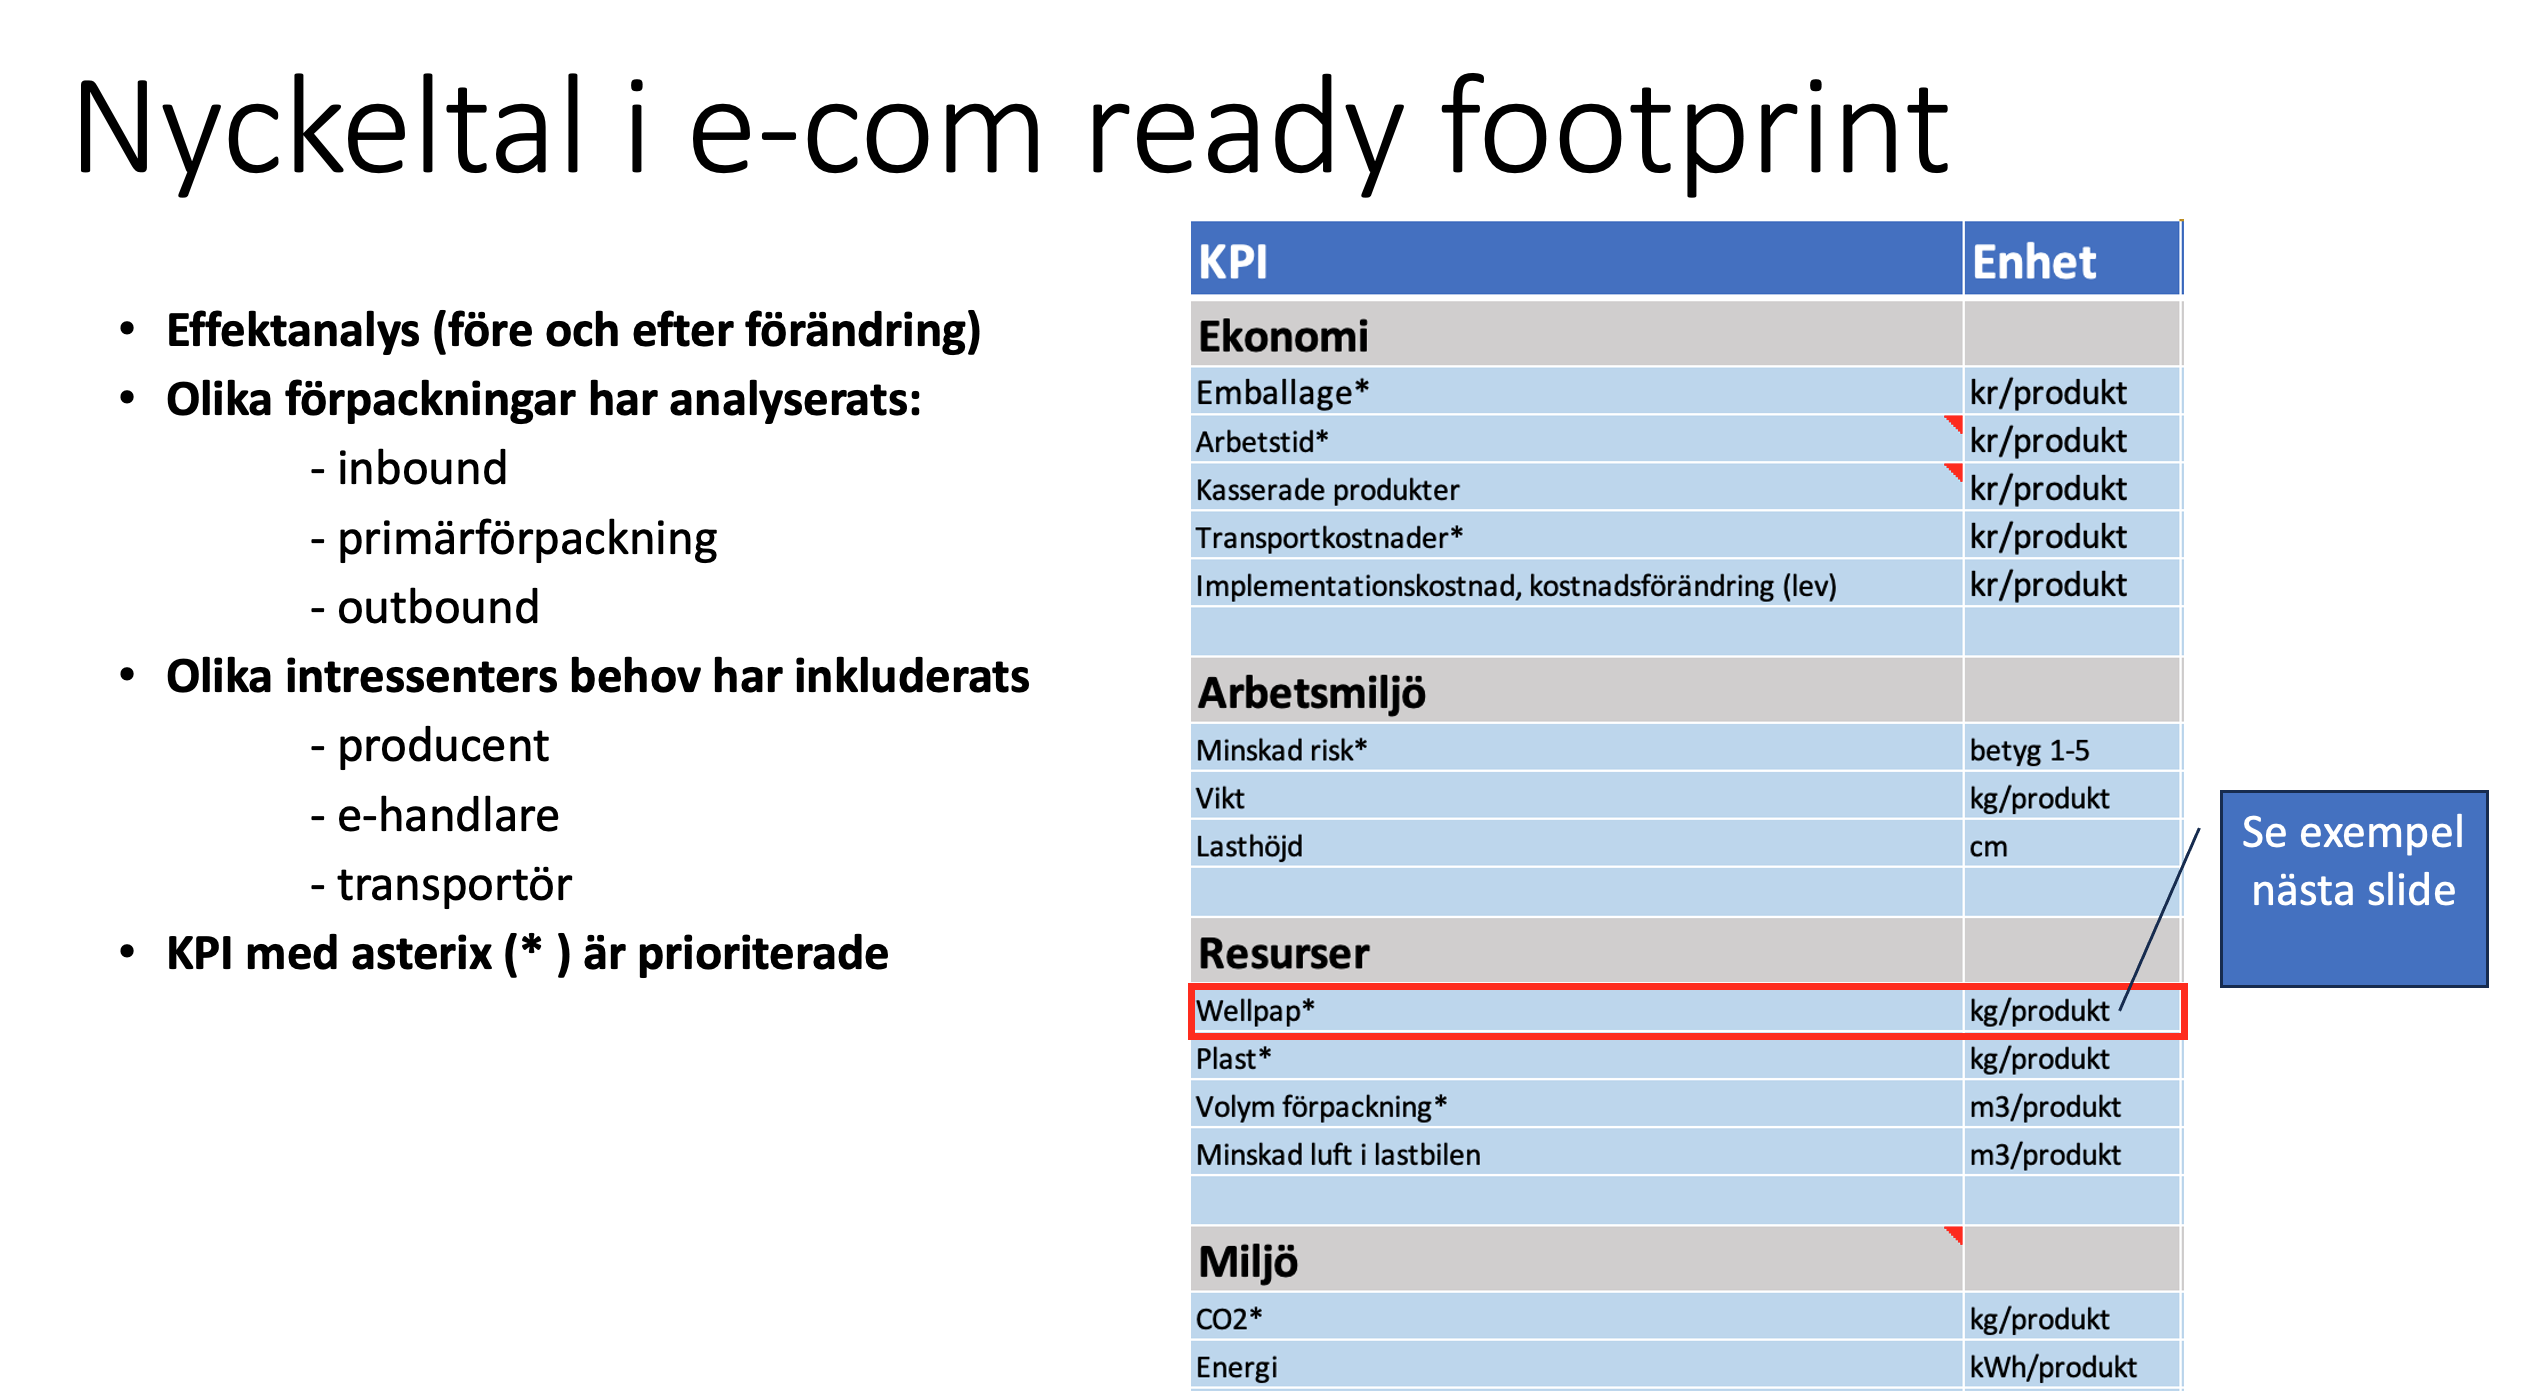 Nyckeltal i e-com ready footprint
• Effektanalys (före och efter förändring)
• Olika förpackningar har analyserats:
- inbound
- primärförpackning
- outbound
• Olika intressenters behov har inkluderats
- producent
- e-handlare
- transportör
• KPI med asterix (* ) är prioriterade
KPI Enhet
Ekonomi
Emballage* kr/produkt
Arbetstid* kr/produkt
Kasserade produkter kr/produkt
Transportkostnader* kr/produkt
Implementationskostnad, kostnadsförändring (lev) kr/produkt
Arbetsmiljö
Minskad risk* betyg 1-5
Vikt kg/produkt
Lasthöjd cm
Resurser
Wellpap* kg/produkt
Plast* kg/produkt
Volym förpackning* m3/produkt
Minskad luft i lastbilen m3/produkt
Miljö
CO2* kg/produkt
Energi kWh/produkt
Se exempel
nästa slide